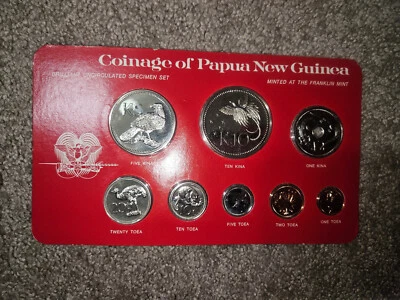 Coinage of Papua New Guinea
BRILLIANT UNCIRCULATED SPECIMEN SET
MINTED AT THE FRANKLIN MINT
FIVE KINA
TEN KINA
ONE KINA
K10
TWENTY TOEA
TEN TOEA
FIVE TOEA
TWO TOEA
ONE TOEA